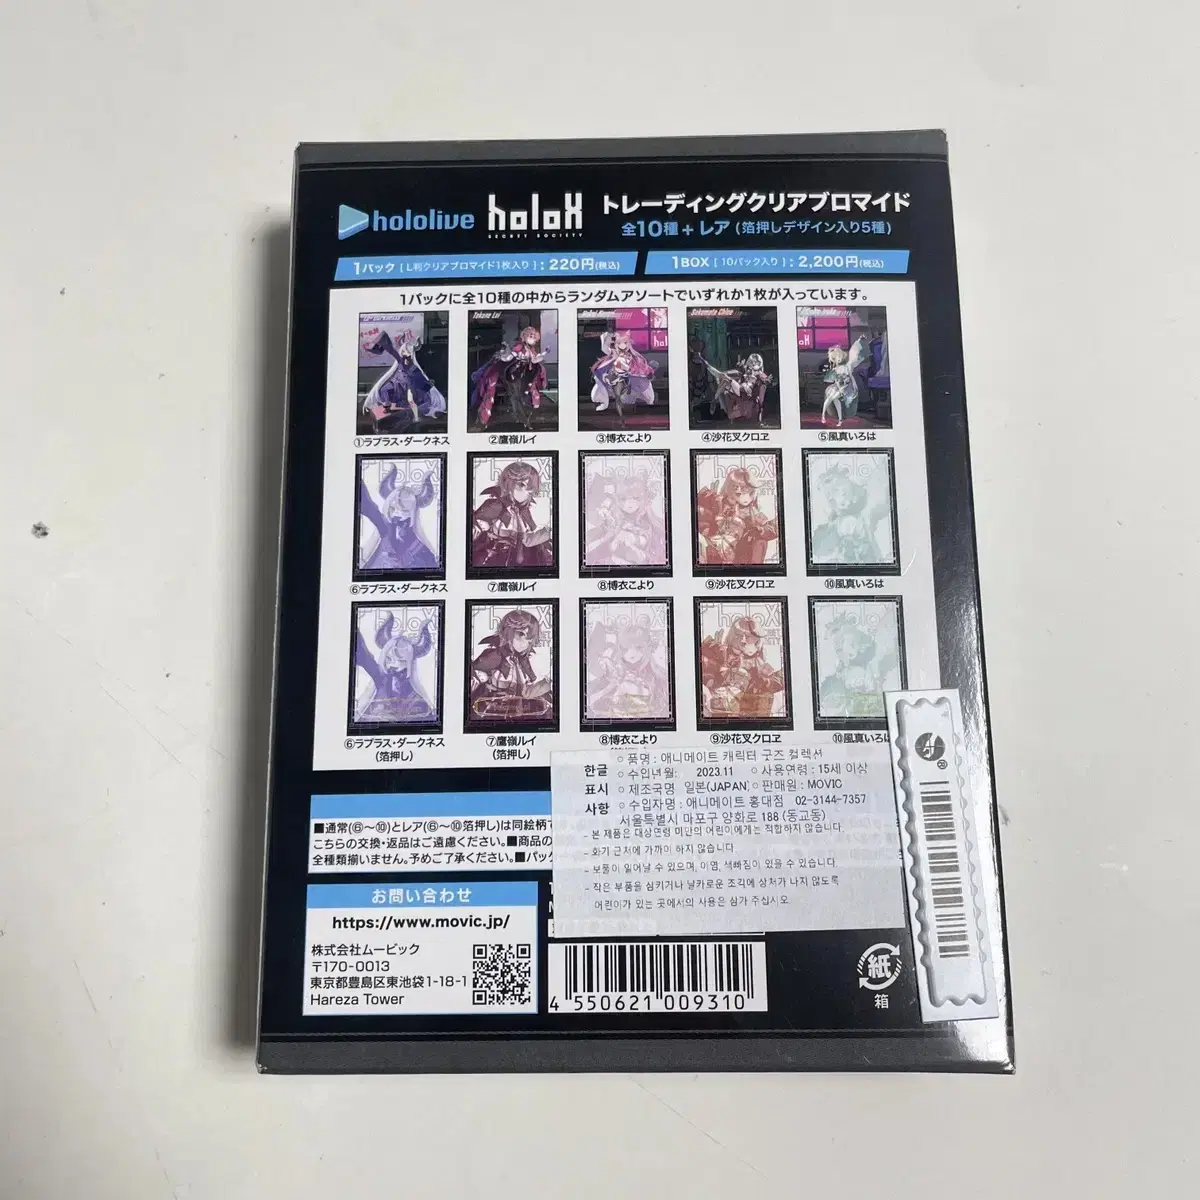 hololive
holoX
SECRET SOCIETY
トレーディングクリアブロマイド
全10種＋レア(箔押しデザイン入り5種)
1パック[L判クリアブロマイド1枚入り]：220円(税込)
1BOX[10パック入り]：2,200円(税込)
1パックに全10種の中からランダムアソートでいずれか1枚が入っています。
Takane Lui
Sakamata Chloe
①ラプラス・ダークネス
②鷹嶺ルイ
③博衣こより
④沙花叉クロヱ
⑤風真いろは
holoX
holoX
holoX
holoX
holoX
⑥ラプラス・ダークネス
⑦鷹嶺ルイ
⑧博衣こより
⑨沙花叉クロヱ
⑩風真いろは
holoX
holoX
holoX
holoX
holoX
⑥ラプラス・ダークネス
(箔押し)
⑦鷹嶺ルイ
(箔押し)
⑧博衣こより
⑨沙花叉クロヱ
⑩風真いろは
한글
표시
사항
○품명 : 애니메이트 캐릭터 굿즈 컬렉션
○수입년월: 2023.11 ○사용연령 : 15세 이상
○제조국명 일본(JAPAN) ○판매원 : MOVIC
○수입자명 : 애니메이트 홍대점 02-3144-7357
서울특별시 마포구 양화로 188 (동교동)
- 본 제품은 대상연령 미만의 어린이에게는 적합하지 않습니다.
- 화기 근처에 가까이 하지 않습니다.
- 보풀이 일어날 수 있으며, 이염, 색빠짐이 있을 수 있습니다.
- 작은 부품을 삼키거나 날카로운 조각에 상처가 나지 않도록
어린이가 있는 곳에서의 사용은 삼가 주십시오
■通常(⑥〜⑩)とレア(⑥〜⑩箔押し)は同絵柄で
こちらの交換・返品はご遠慮ください。■商品の
全種類揃いません。予めご了承ください。■パッ
お問い合わせ
https://www.movic.jp/
株式会社ムービック
〒170-0013
東京都豊島区東池袋1-18-1
Hareza Tower
4 550621 009310
紙
箱
®